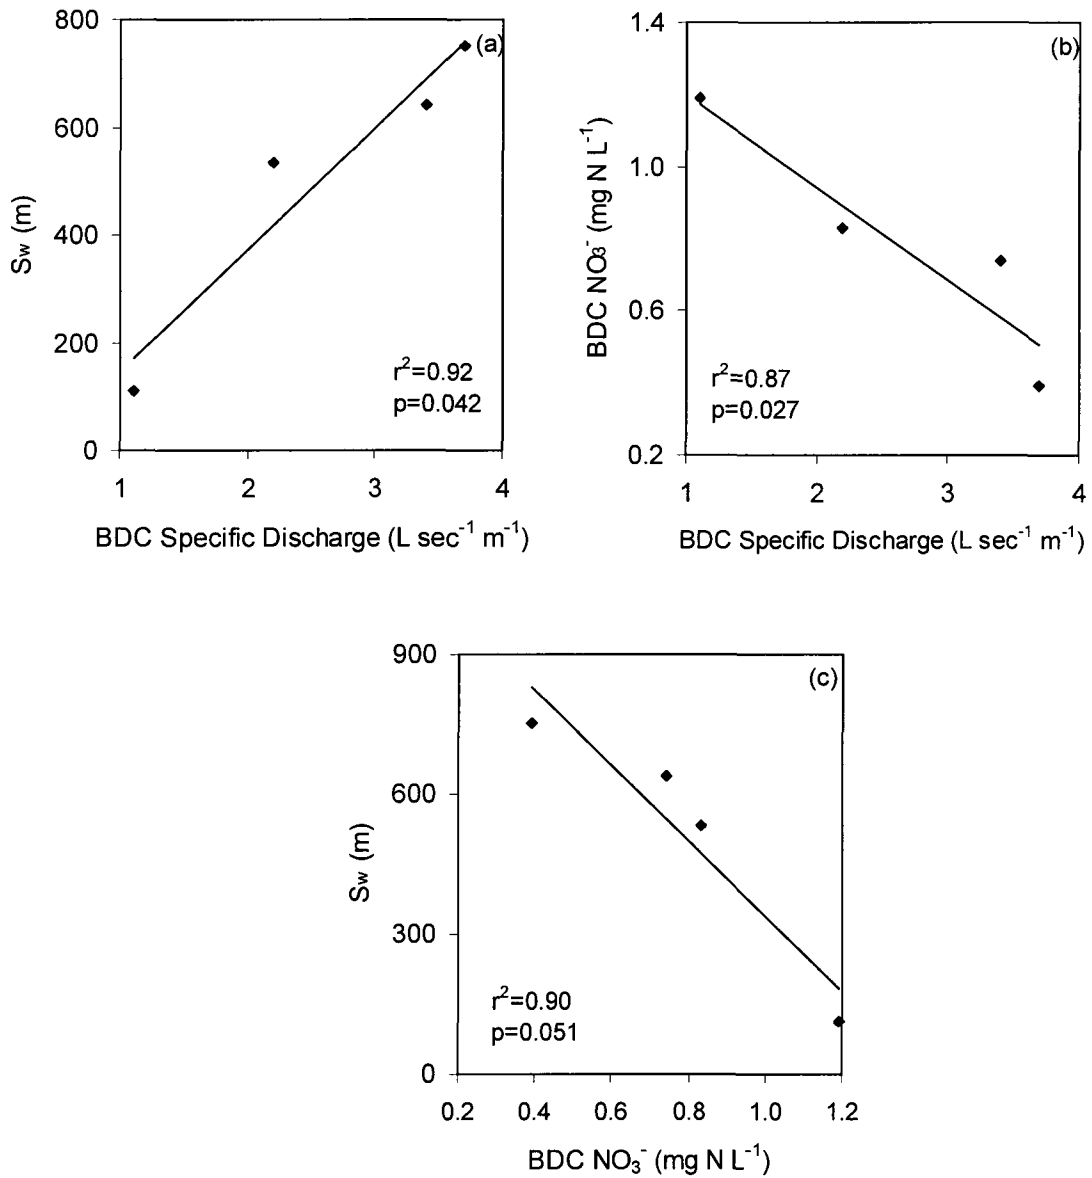 800
600
400
200
0
Sw (m)
(a)
r²=0.92
p=0.042
1 2 3 4
BDC Specific Discharge (L sec⁻¹ m⁻¹)
1.4
1.0
0.6
0.2
BDC NO₃⁻ (mg N L⁻¹)
(b)
r²=0.87
p=0.027
1 2 3 4
BDC Specific Discharge (L sec⁻¹ m⁻¹)
900
600
300
0
Sw (m)
(c)
r²=0.90
p=0.051
0.2 0.4 0.6 0.8 1.0 1.2
BDC NO₃⁻ (mg N L⁻¹)